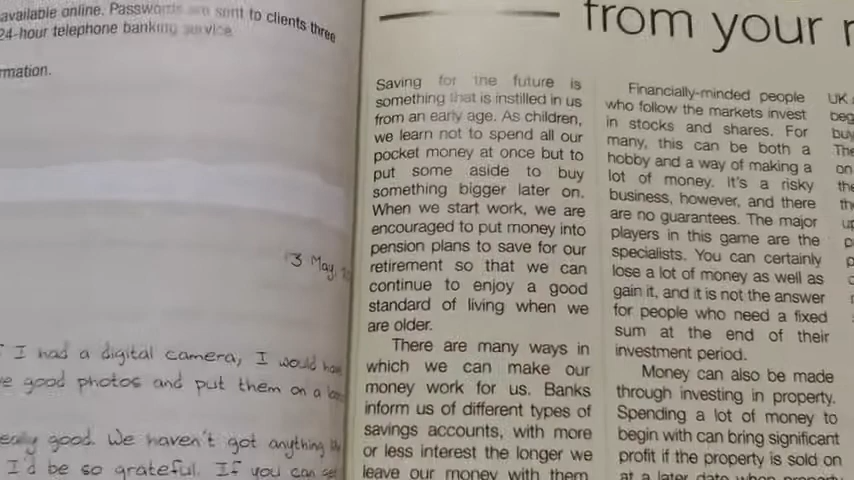 available online. Passwords are sent to clients three
24-hour telephone banking service
rmation.
3 May,
I had a digital camera, I would
good photos and put them on a
good. We haven't got anything
I'd be so grateful. If you can
from your
Saving for the future is
something that is instilled in us
from an early age. As children,
we learn not to spend all our
pocket money at once but to
put some aside to buy
something bigger later on.
When we start work, we are
encouraged to put money into
pension plans to save for our
retirement so that we can
continue to enjoy a good
standard of living when we
are older.
There are many ways in
which we can make our
money work for us. Banks
inform us of different types of
savings accounts, with more
or less interest the longer we
leave our money with them
Financially-minded people
who follow the markets invest
in stocks and shares. For
many, this can be both a
hobby and a way of making a
lot of money. It's a risky
business, however, and there
are no guarantees. The major
players in this game are the
specialists. You can certainly
lose a lot of money as well as
gain it, and it is not the answer
for people who need a fixed
sum at the end of their
investment period.
Money can also be made
through investing in property.
Spending a lot of money to
begin with can bring significant
profit if the property is sold on
at a later date when property
UK